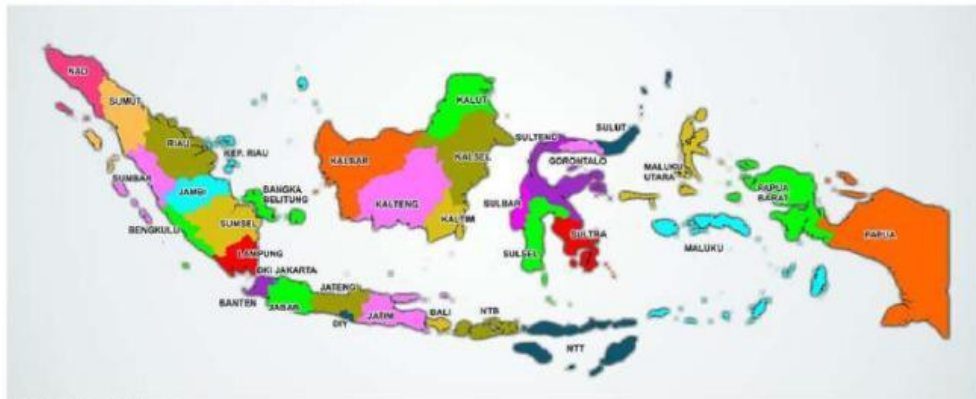 NAD
SUMUT
RIAU
KEP. RIAU
SUMBAR
JAMBI
BANGKA
BELITUNG
BENGKULU
SUMSEL
LAMPUNG
DKI JAKARTA
BANTEN
JABAR
JATENG
DIY
JATIM
BALI
NTB
NTT
KALBAR
KALUT
KALTENG
KALSEL
KALTIM
SULTENG
SULUT
GORONTALO
SULBAR
SULSEL
SULTRA
MALUKU
UTARA
MALUKU
PAPUA
BARAT
PAPUA